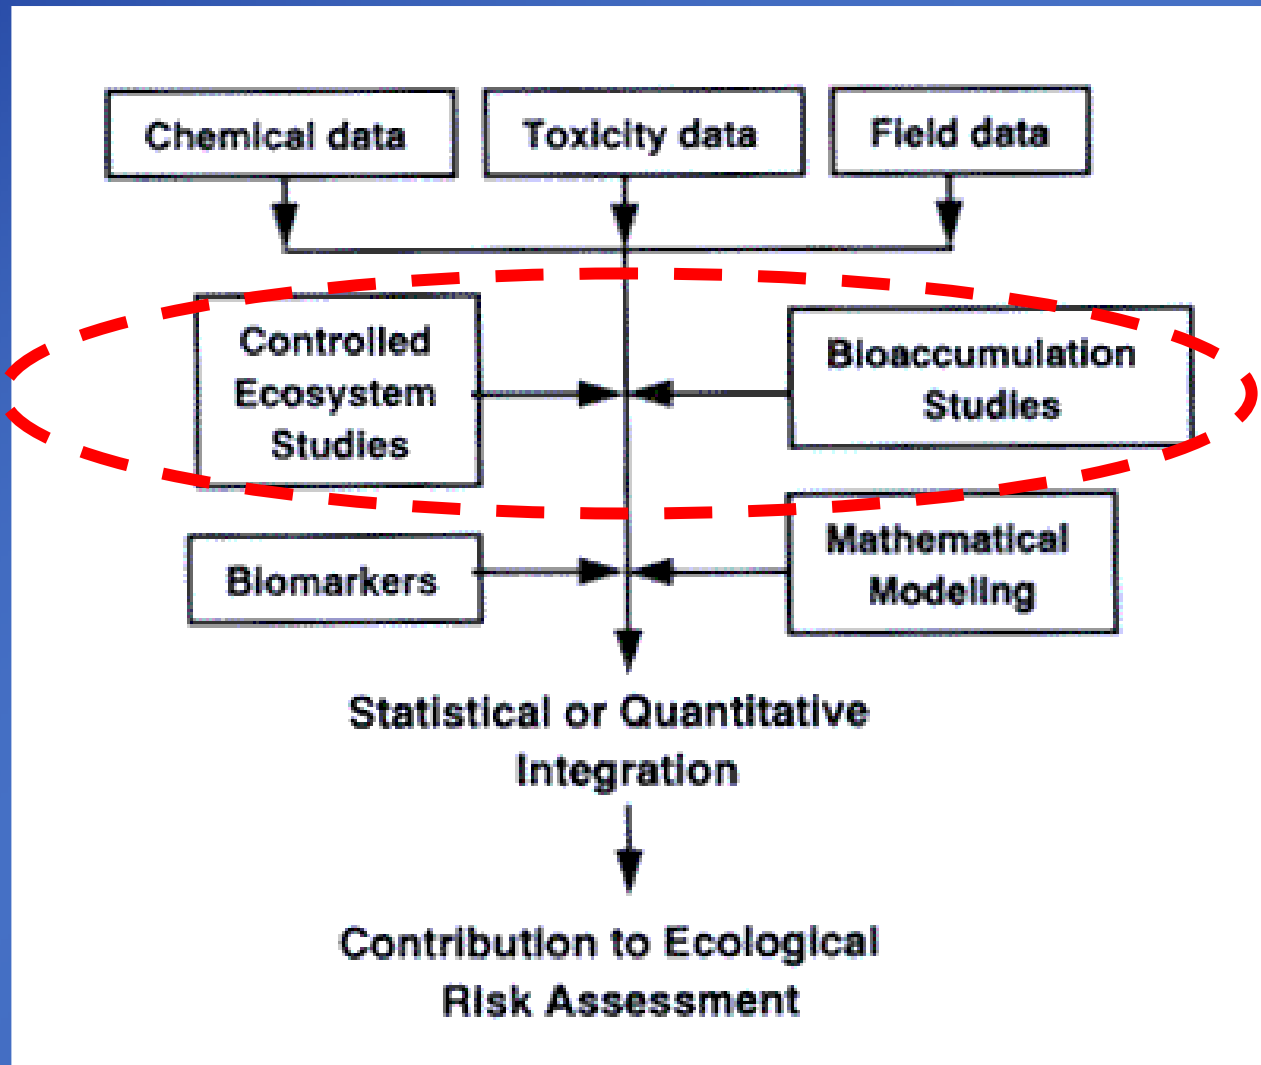 Chemical data
Toxicity data
Field data
Controlled
Ecosystem
Studies
Bioaccumulation
Studies
Biomarkers
Mathematical
Modeling
Statistical or Quantitative
Integration
Contribution to Ecological
Risk Assessment